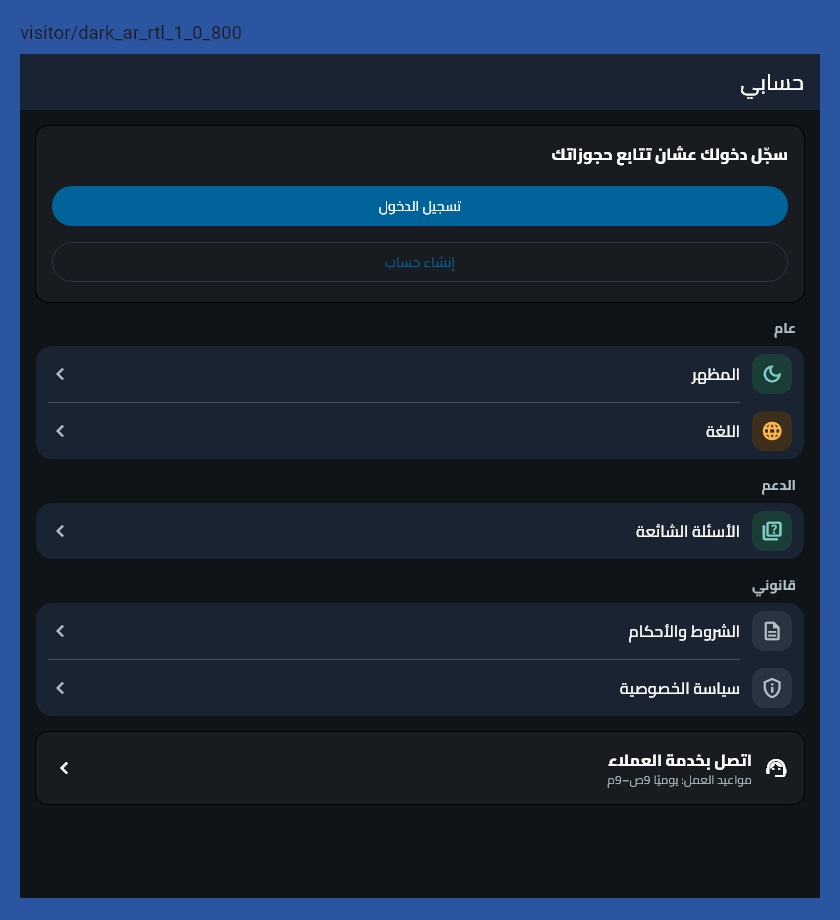 visitor/dark_ar_rtl_1_0_800
حسابي
سجّل دخولك عشان تتابع حجوزاتك
تسجيل الدخول
إنشاء حساب
عام
المظهر
اللغة
الدعم
الأسئلة الشائعة
قانوني
الشروط والأحكام
سياسة الخصوصية
اتصل بخدمة العملاء
مواعيد العمل: يوميًا 9ص–9م